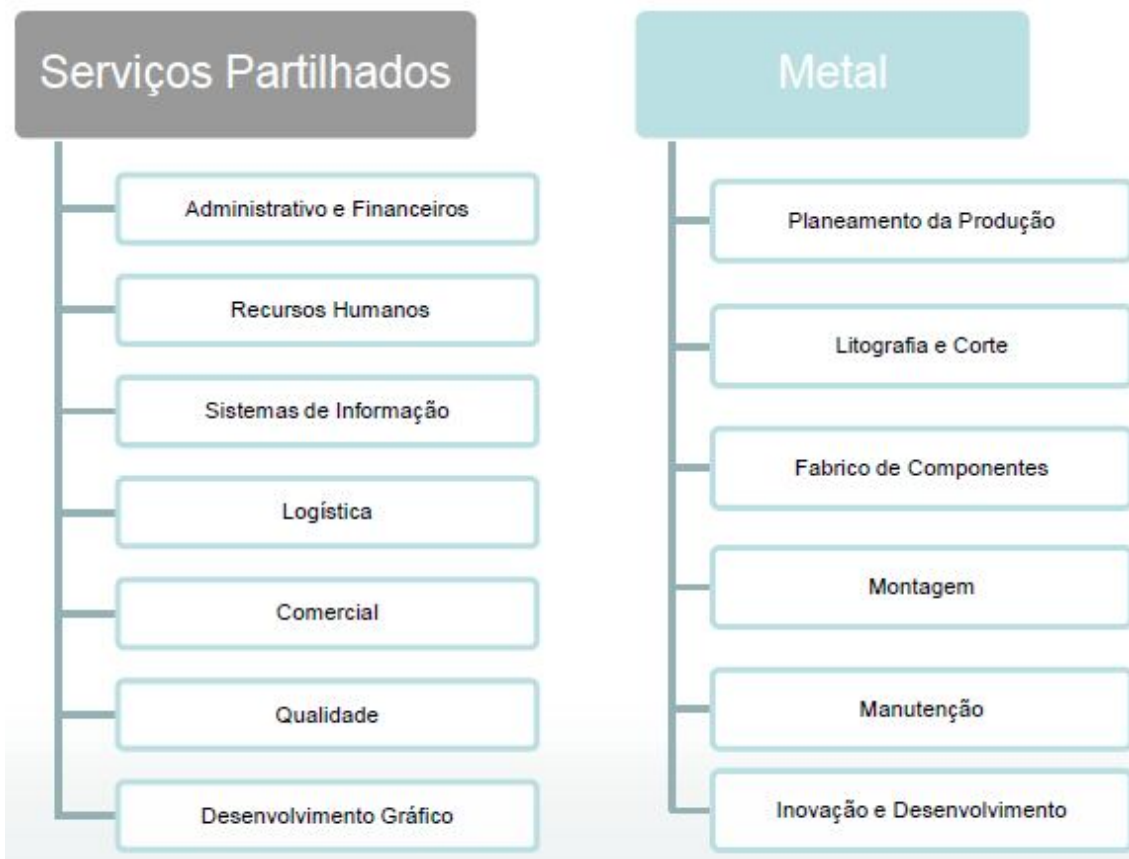 Serviços Partilhados
Administrativo e Financeiros
Recursos Humanos
Sistemas de Informação
Logística
Comercial
Qualidade
Desenvolvimento Gráfico
Metal
Planeamento da Produção
Litografia e Corte
Fabrico de Componentes
Montagem
Manutenção
Inovação e Desenvolvimento